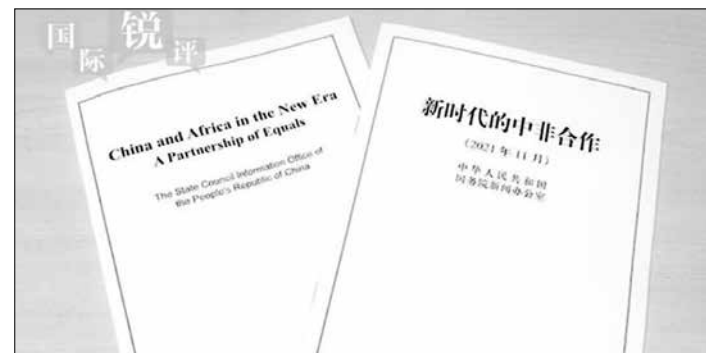 国际锐评
China and Africa in the New Era
A Partnership of Equals
The State Council Information Office of
the People's Republic of China
新时代的中非合作
（2021年11月）
中华人民共和国
国务院新闻办公室